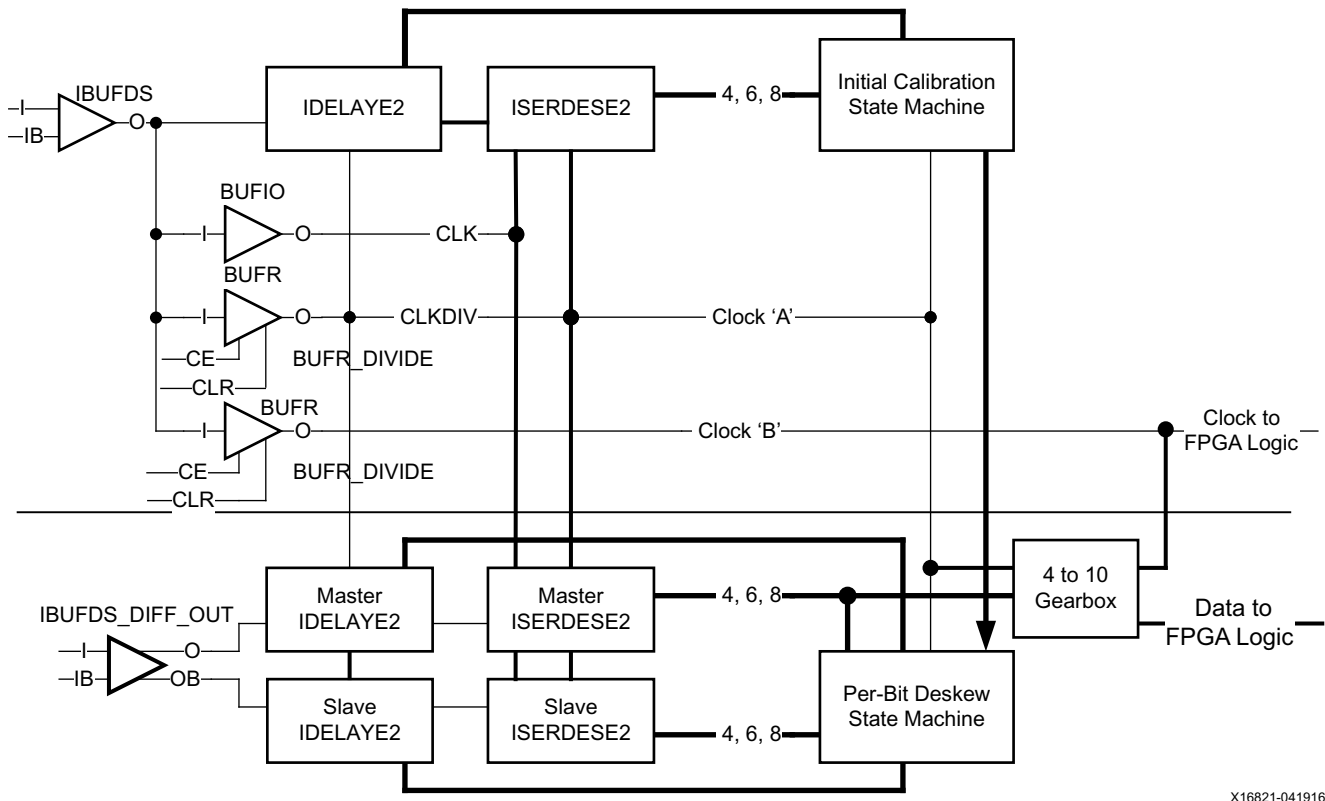 IBUFDS
I
IB
O
IDELAYE2
ISERDESE2
4, 6, 8
Initial Calibration
State Machine
BUFIO
I
O
CLK
BUFR
I
O
CLKDIV
Clock ‘A’
CE
BUFR_DIVIDE
CLR
BUFR
I
O
Clock ‘B’
Clock to
FPGA Logic
CE
BUFR_DIVIDE
CLR
IBUFDS_DIFF_OUT
I
IB
O
OB
Master
IDELAYE2
Master
ISERDESE2
4, 6, 8
4 to 10
Gearbox
Data to
FPGA Logic
Slave
IDELAYE2
Slave
ISERDESE2
4, 6, 8
Per-Bit Deskew
State Machine
X16821-041916